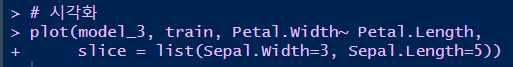 > # 시각화
> plot(model_3, train, Petal.Width~ Petal.Length,
+      slice = list(Sepal.Width=3, Sepal.Length=5))